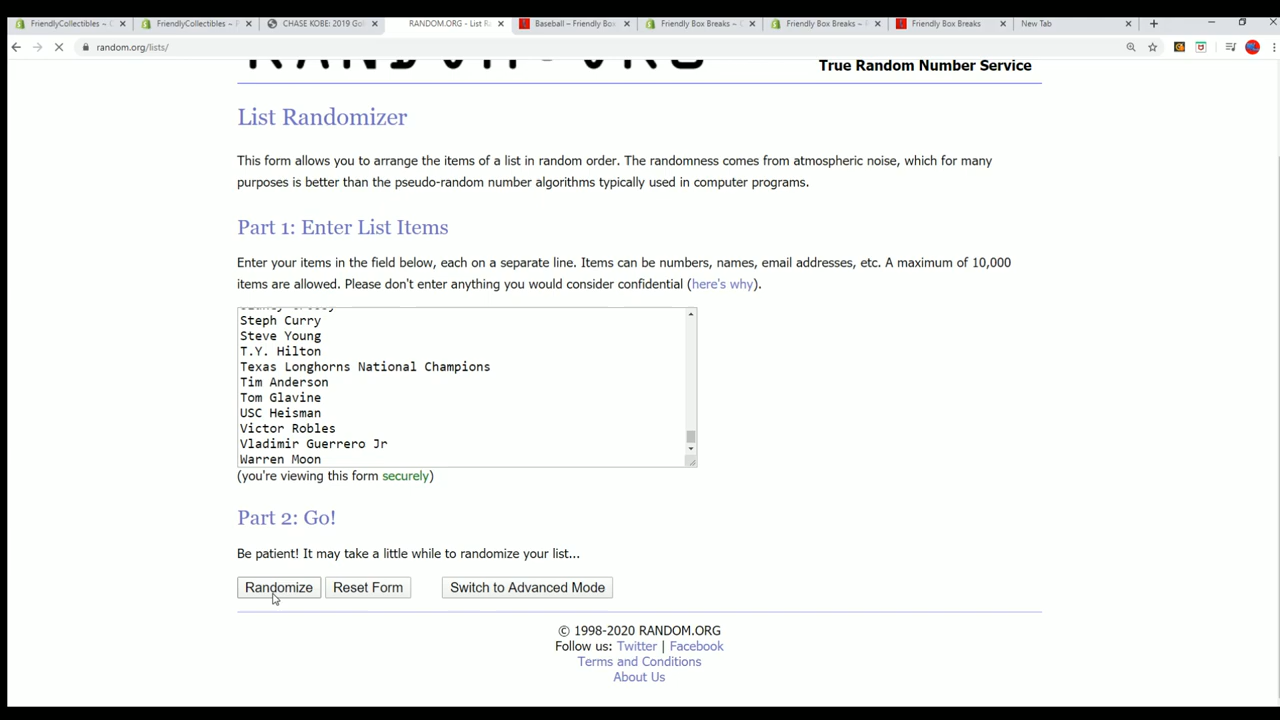 FriendlyCollectibles ~
FriendlyCollectibles ~
CHASE KOBE: 2019 Go
RANDOM.ORG - List R
Baseball – Friendly Box
Friendly Box Breaks ~
Friendly Box Breaks ~
Friendly Box Breaks
New Tab
random.org/lists/
RANDOM.ORG
True Random Number Service
List Randomizer
This form allows you to arrange the items of a list in random order. The randomness comes from atmospheric noise, which for many
purposes is better than the pseudo-random number algorithms typically used in computer programs.
Part 1: Enter List Items
Enter your items in the field below, each on a separate line. Items can be numbers, names, email addresses, etc. A maximum of 10,000
items are allowed. Please don't enter anything you would consider confidential (here's why).
Steph Curry
Steve Young
T.Y. Hilton
Texas Longhorns National Champions
Tim Anderson
Tom Glavine
USC Heisman
Victor Robles
Vladimir Guerrero Jr
Warren Moon
(you're viewing this form securely)
Part 2: Go!
Be patient! It may take a little while to randomize your list...
Randomize
Reset Form
Switch to Advanced Mode
© 1998-2020 RANDOM.ORG
Follow us: Twitter | Facebook
Terms and Conditions
About Us